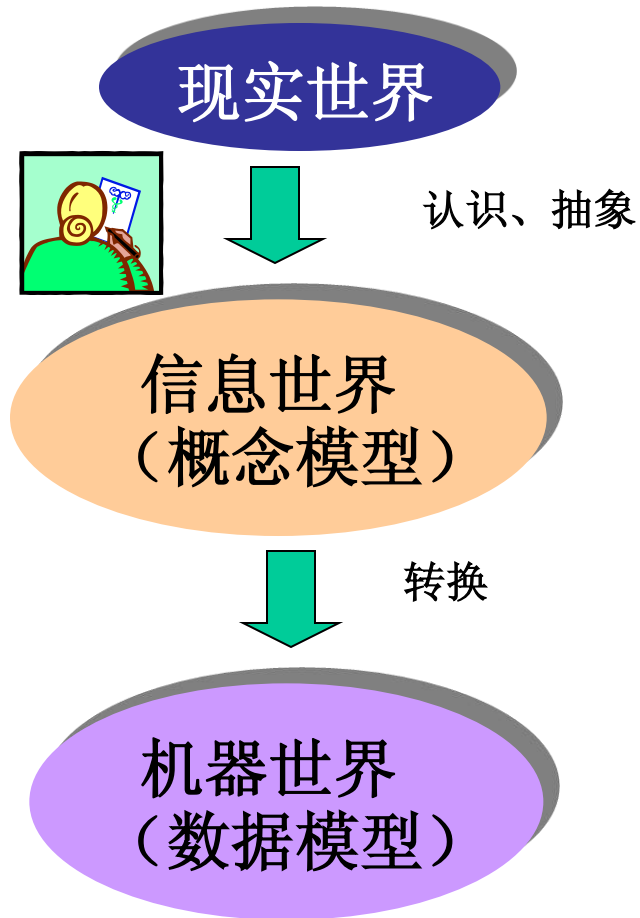 现实世界
认识、抽象
信息世界
（概念模型）
转换
机器世界
（数据模型）